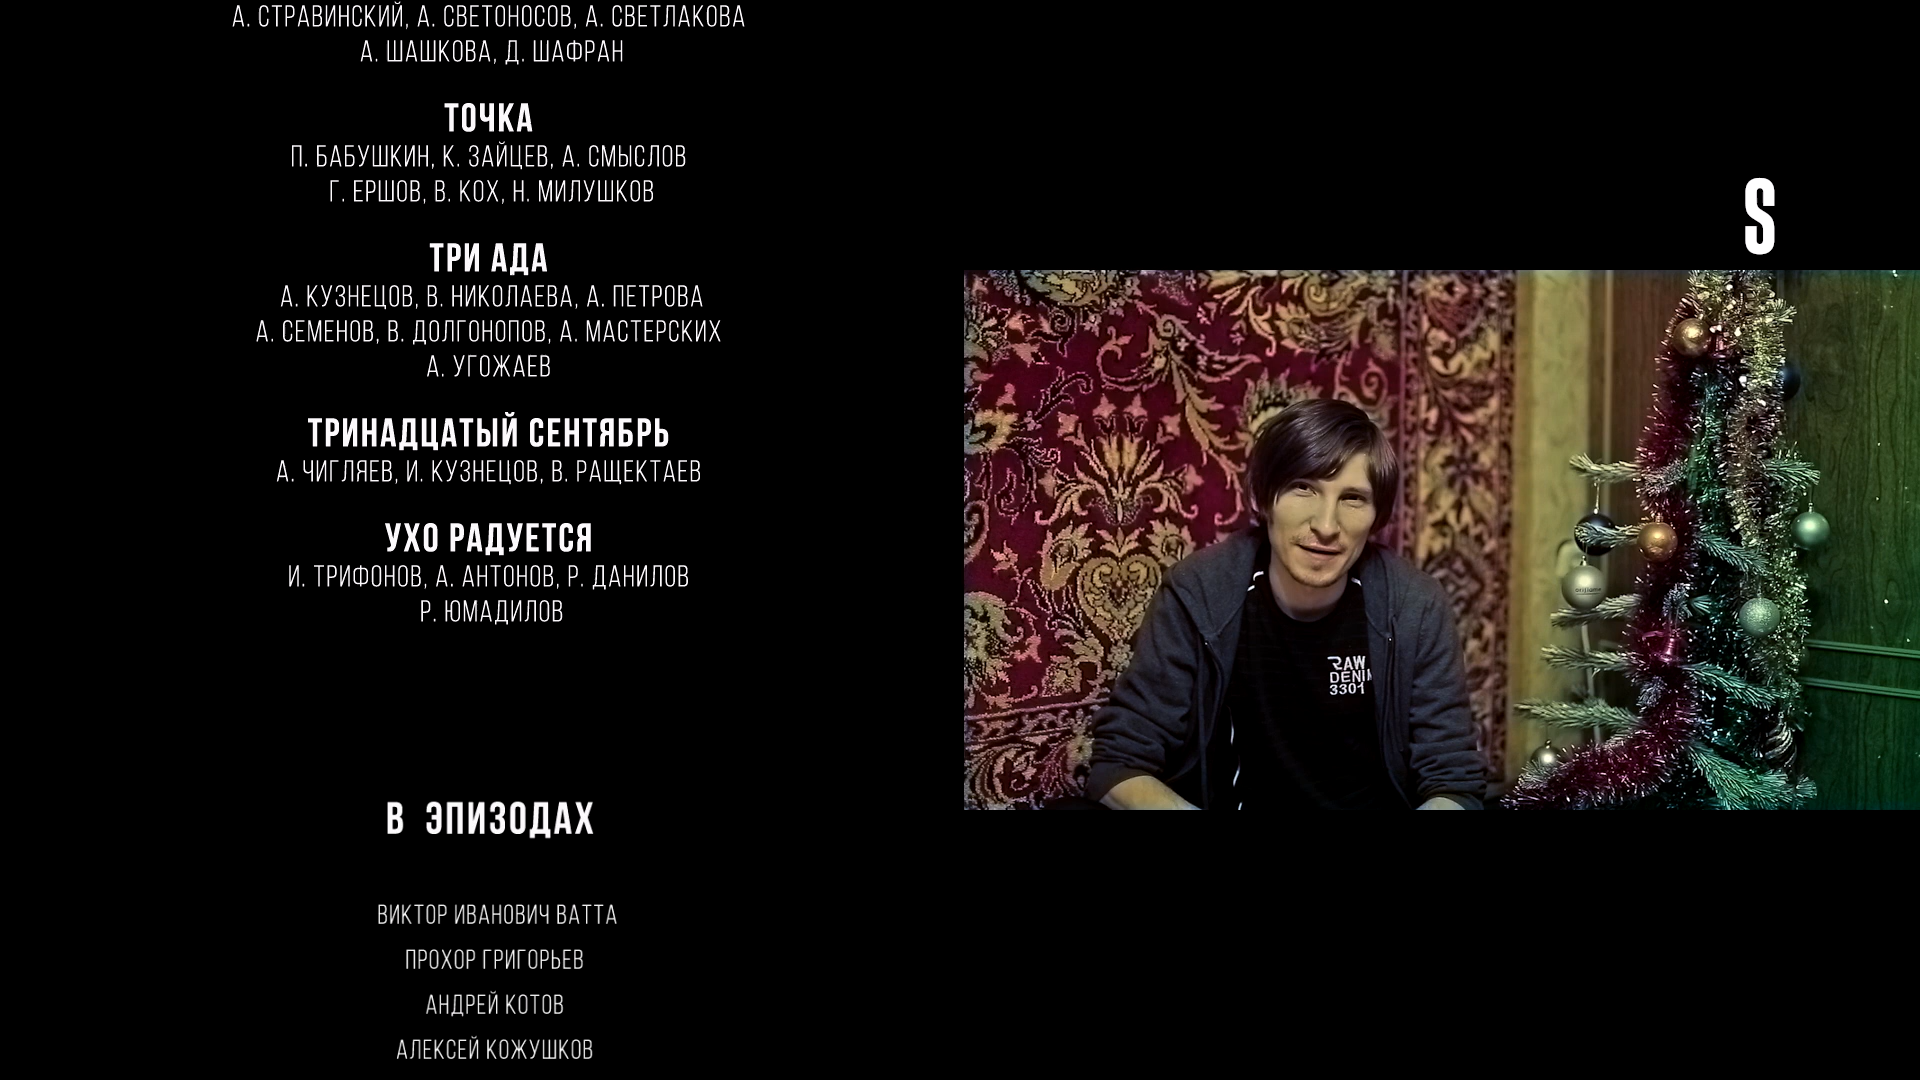 А. СТРАВИНСКИЙ, А. СВЕТОНОСОВ, А. СВЕТЛАКОВА
А. ШАШКОВА, Д. ШАФРАН
ТОЧКА
П. БАБУШКИН, К. ЗАЙЦЕВ, А. СМЫСЛОВ
Г. ЕРШОВ, В. КОХ, Н. МИЛУШКОВ
ТРИ АДА
А. КУЗНЕЦОВ, В. НИКОЛАЕВА, А. ПЕТРОВА
А. СЕМЕНОВ, В. ДОЛГОНОПОВ, А. МАСТЕРСКИХ
А. УГОЖАЕВ
ТРИНАДЦАТЫЙ СЕНТЯБРЬ
А. ЧИГЛЯЕВ, И. КУЗНЕЦОВ, В. РАЩЕКТАЕВ
УХО РАДУЕТСЯ
И. ТРИФОНОВ, А. АНТОНОВ, Р. ДАНИЛОВ
Р. ЮМАДИЛОВ
В ЭПИЗОДАХ
ВИКТОР ИВАНОВИЧ ВАТТА
ПРОХОР ГРИГОРЬЕВ
АНДРЕЙ КОТОВ
АЛЕКСЕЙ КОЖУШКОВ
S
RAW
DENIM
3301